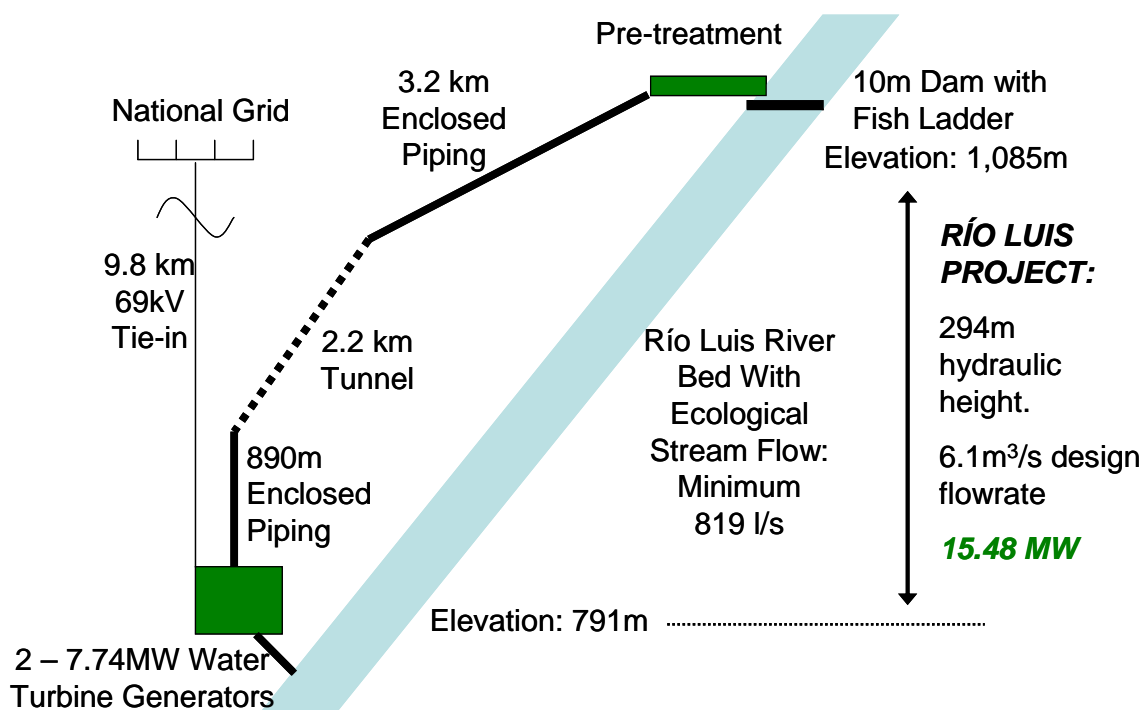 Pre-treatment
3.2 km
Enclosed
Piping
National Grid
10m Dam with
Fish Ladder
Elevation: 1,085m
RÍO LUIS
PROJECT:
294m
hydraulic
height.
6.1m³/s design
flowrate
15.48 MW
9.8 km
69kV
Tie-in
2.2 km
Tunnel
Río Luis River
Bed With
Ecological
Stream Flow:
Minimum
819 l/s
890m
Enclosed
Piping
Elevation: 791m
2 – 7.74MW Water
Turbine Generators